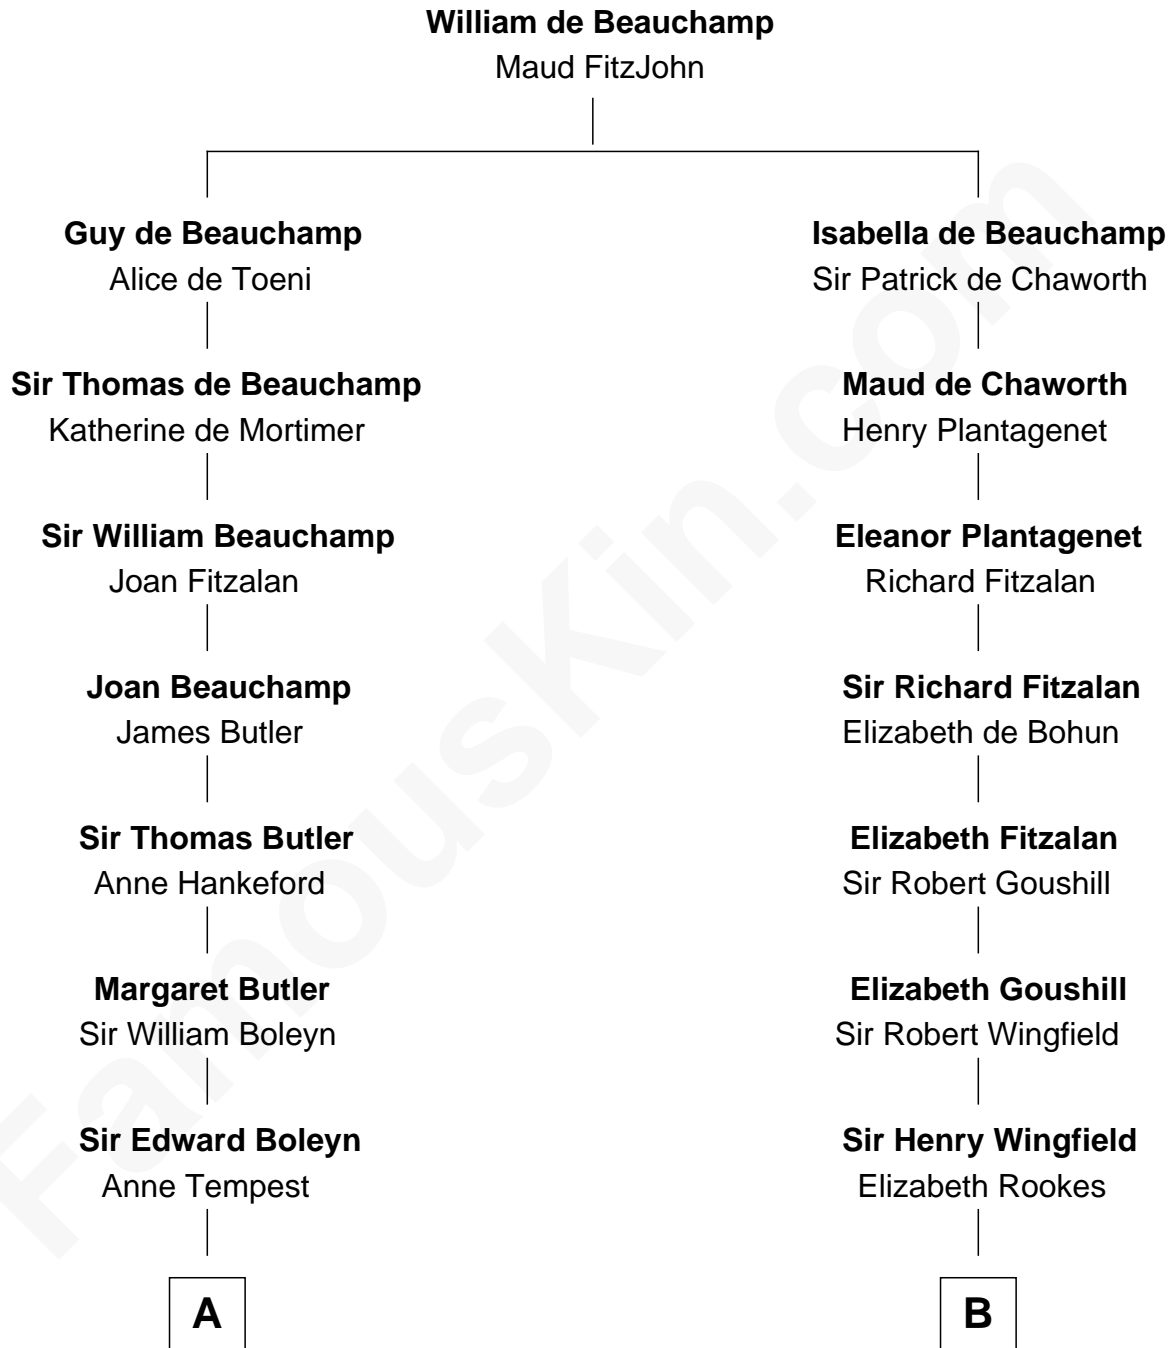 William de Beauchamp
Maud FitzJohn
Guy de Beauchamp
Alice de Toeni
Isabella de Beauchamp
Sir Patrick de Chaworth
Sir Thomas de Beauchamp
Katherine de Mortimer
Maud de Chaworth
Henry Plantagenet
Sir William Beauchamp
Joan Fitzalan
Eleanor Plantagenet
Richard Fitzalan
Joan Beauchamp
James Butler
Sir Richard Fitzalan
Elizabeth de Bohun
Sir Thomas Butler
Anne Hankeford
Elizabeth Fitzalan
Sir Robert Goushill
Margaret Butler
Sir William Boleyn
Elizabeth Goushill
Sir Robert Wingfield
Sir Edward Boleyn
Anne Tempest
Sir Henry Wingfield
Elizabeth Rookes
A
B
FamousKin.com